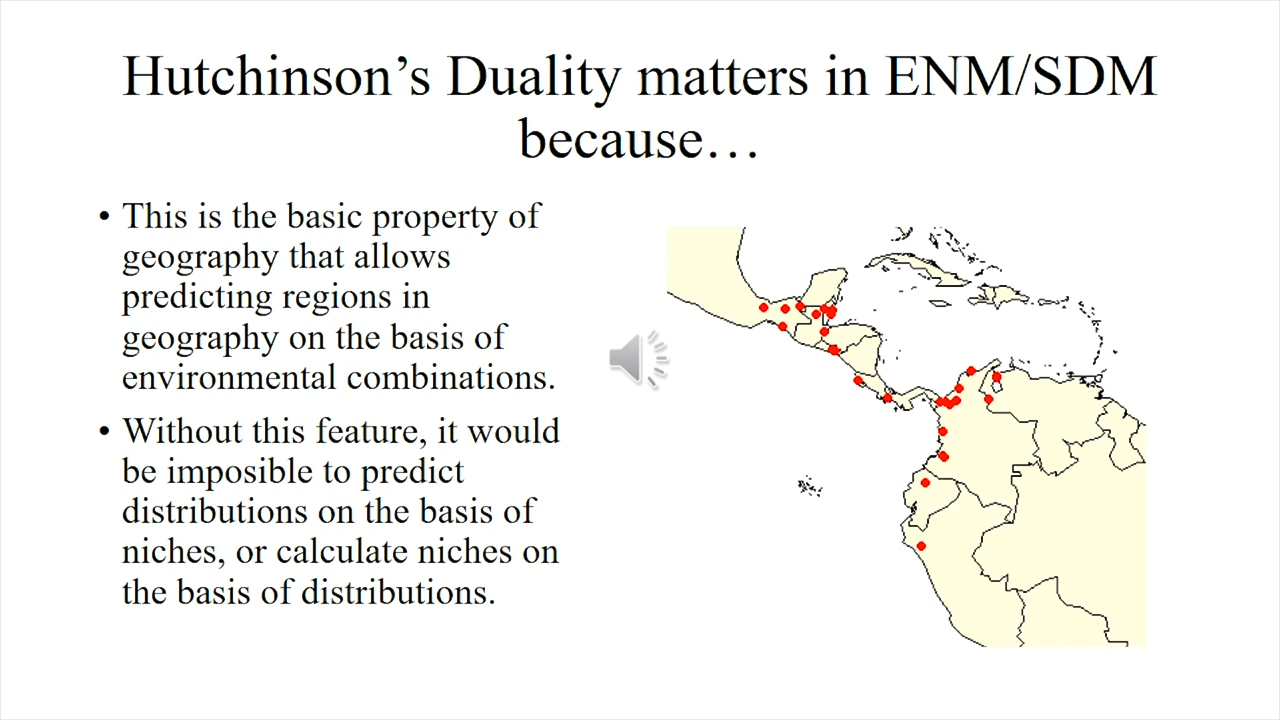 Hutchinson’s Duality matters in ENM/SDM
because…
• This is the basic property of
geography that allows
predicting regions in
geography on the basis of
environmental combinations.
• Without this feature, it would
be imposible to predict
distributions on the basis of
niches, or calculate niches on
the basis of distributions.